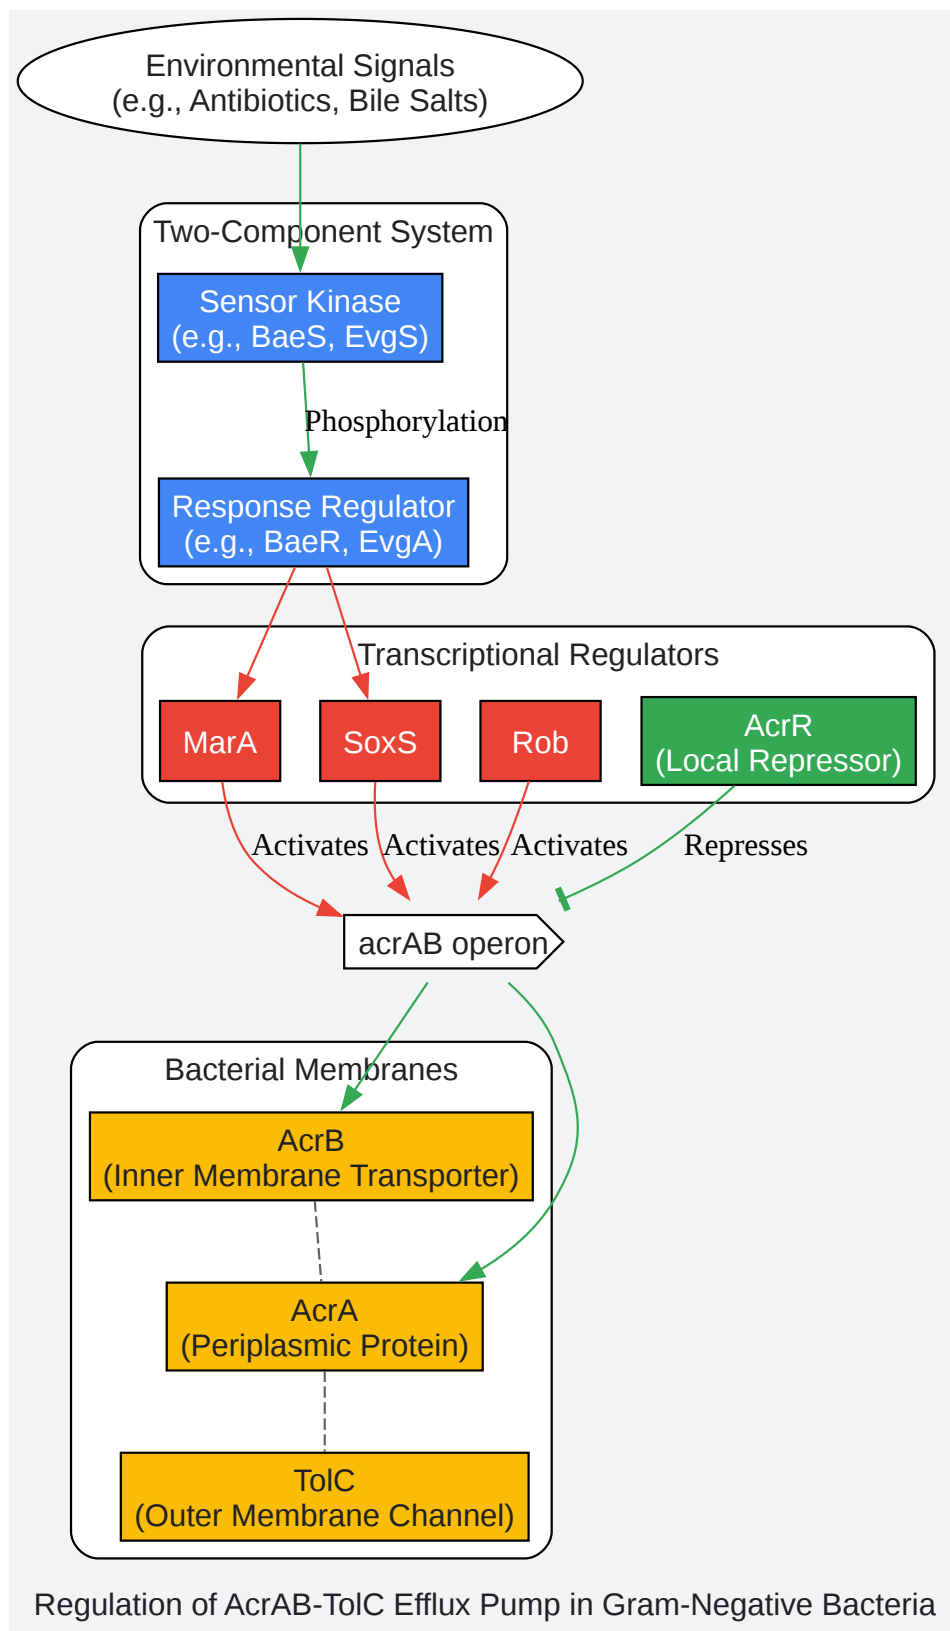 Environmental Signals
(e.g., Antibiotics, Bile Salts)
Two-Component System
Sensor Kinase
(e.g., BaeS, EvgS)
Phosphorylation
Response Regulator
(e.g., BaeR, EvgA)
Transcriptional Regulators
MarA
SoxS
Rob
AcrR
(Local Repressor)
Activates
Activates
Activates
Represses
acrAB operon
Bacterial Membranes
AcrB
(Inner Membrane Transporter)
AcrA
(Periplasmic Protein)
TolC
(Outer Membrane Channel)
Regulation of AcrAB-TolC Efflux Pump in Gram-Negative Bacteria